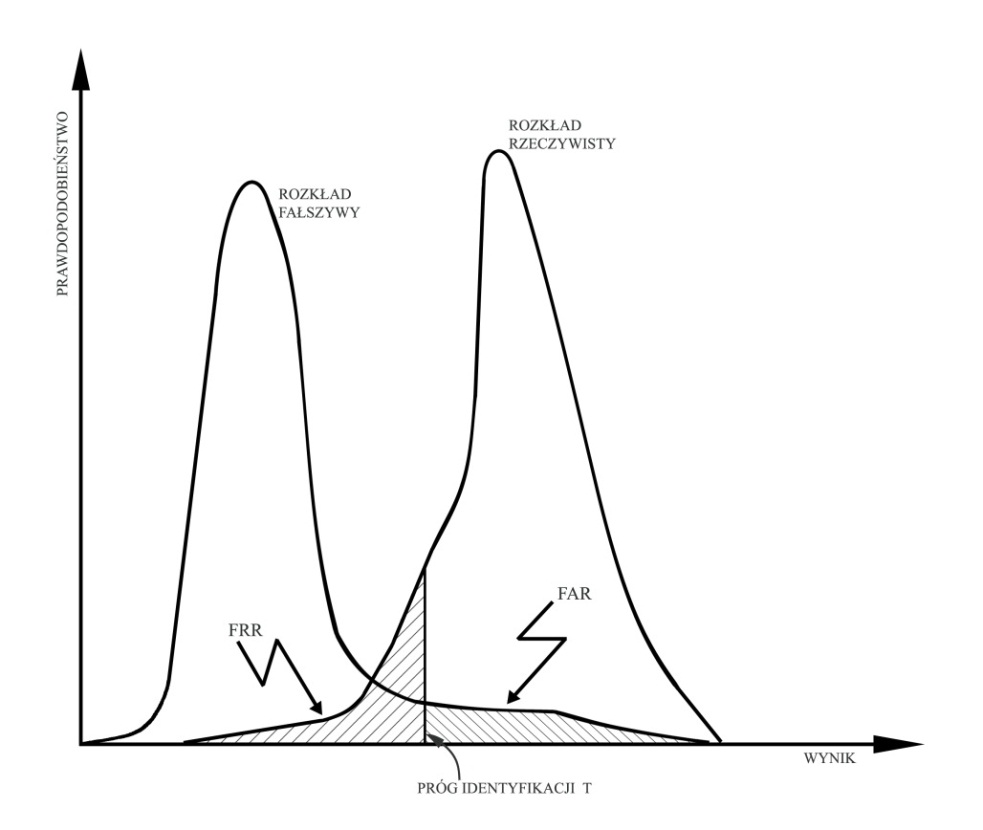 PRAWDOPODOBIEŃSTWO
ROZKŁAD
RZECZYWISTY
ROZKŁAD
FAŁSZYWY
FAR
FRR
WYNIK
PRÓG IDENTYFIKACJI T